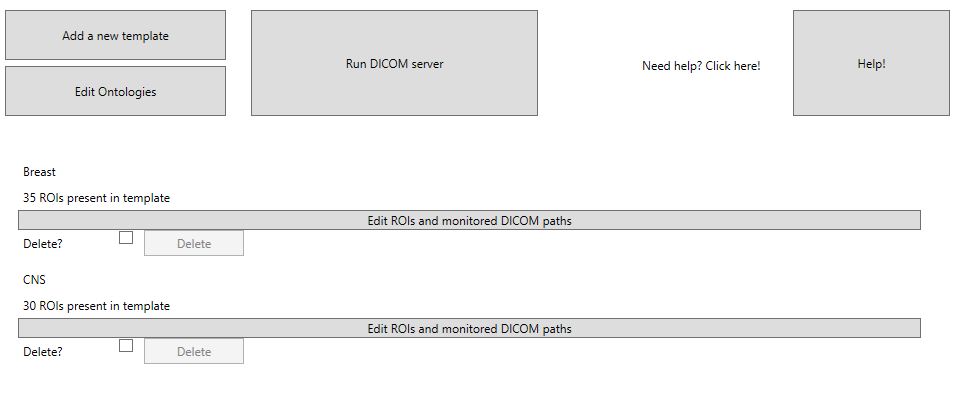 Add a new template
Edit Ontologies
Run DICOM server
Need help? Click here!
Help!
Breast
35 ROIs present in template
Edit ROIs and monitored DICOM paths
Delete?
Delete
CNS
30 ROIs present in template
Edit ROIs and monitored DICOM paths
Delete?
Delete